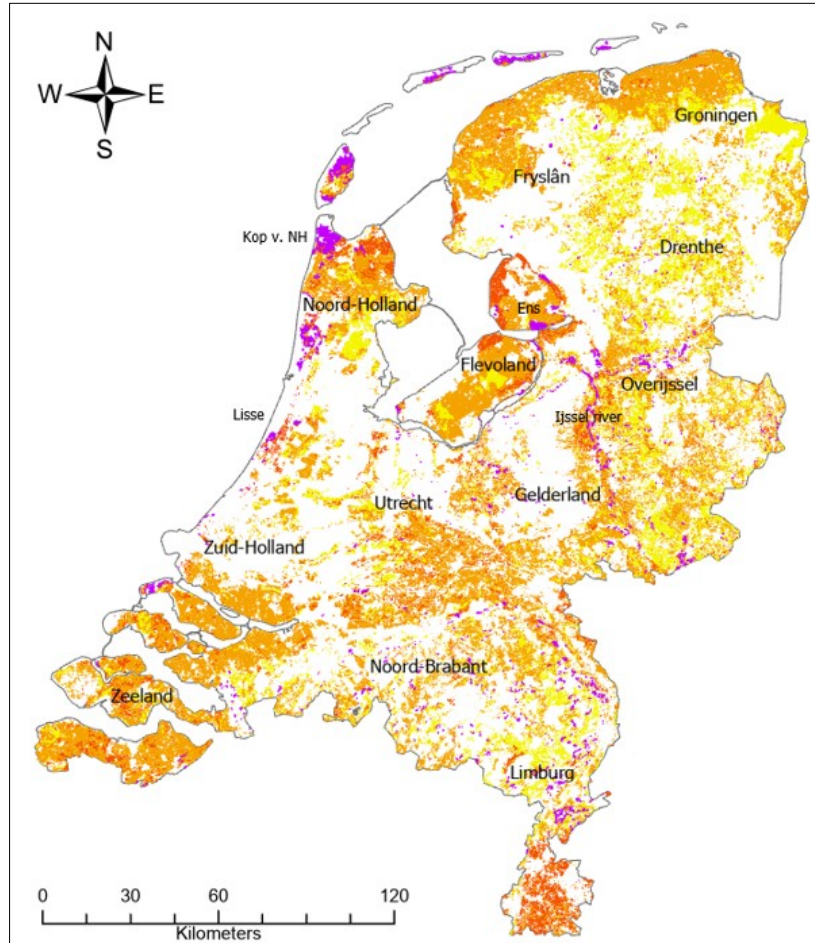 N
W E
S
Groningen
Fryslân
Kop v. NH
Drenthe
Noord-Holland
Ens
Flevoland
Overijssel
Lisse
Ijssel river
Gelderland
Utrecht
Zuid-Holland
Noord-Brabant
Zeeland
Limburg
0 30 60 120
Kilometers